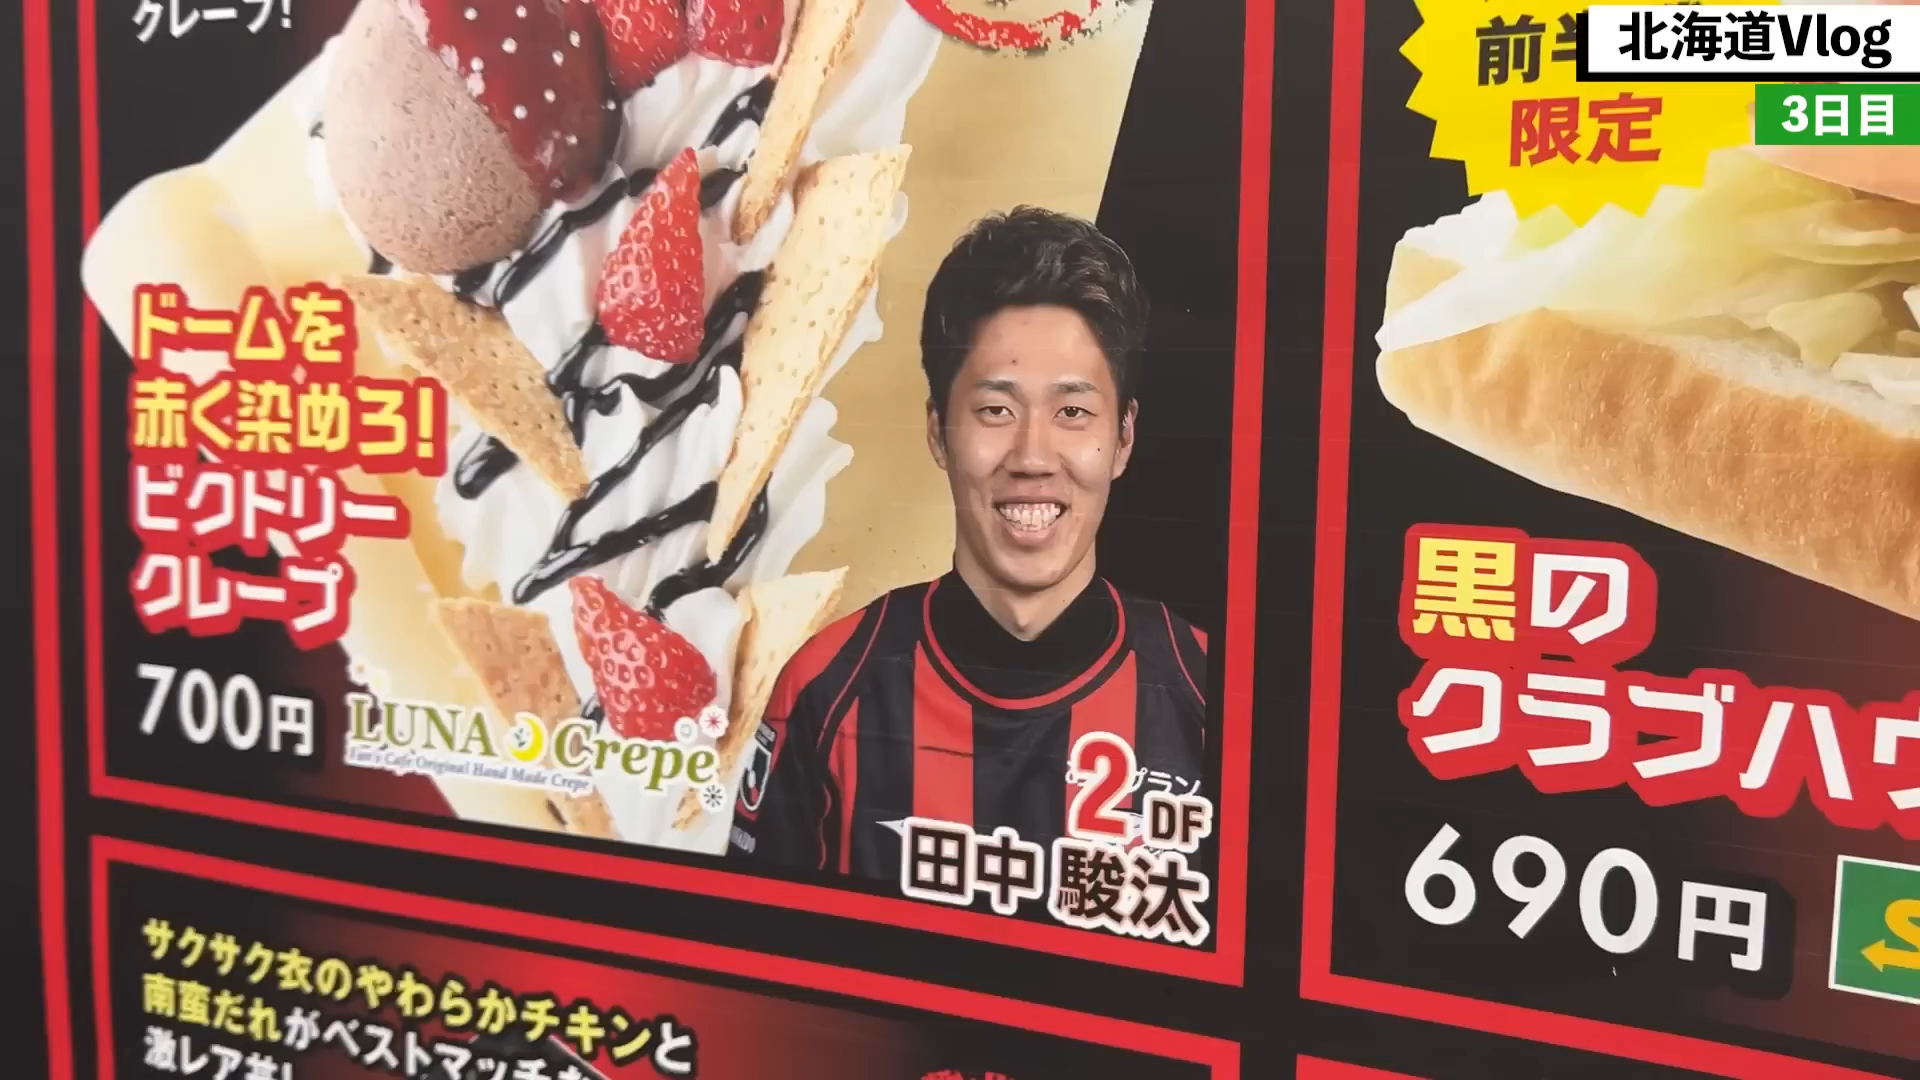 クレープ!
ドームを
赤く染めろ!
ビクトリー
クレープ
700円
LUNA Crepe
Fan's Cafe Original Hand Made Crepe
プラン
2 DF
田中 駿汰
サクサク衣のやわらかチキンと
南蛮だれがベストマッチな
激レア丼!
前半
限定
黒の
クラブハウ
690円
北海道Vlog
3日目